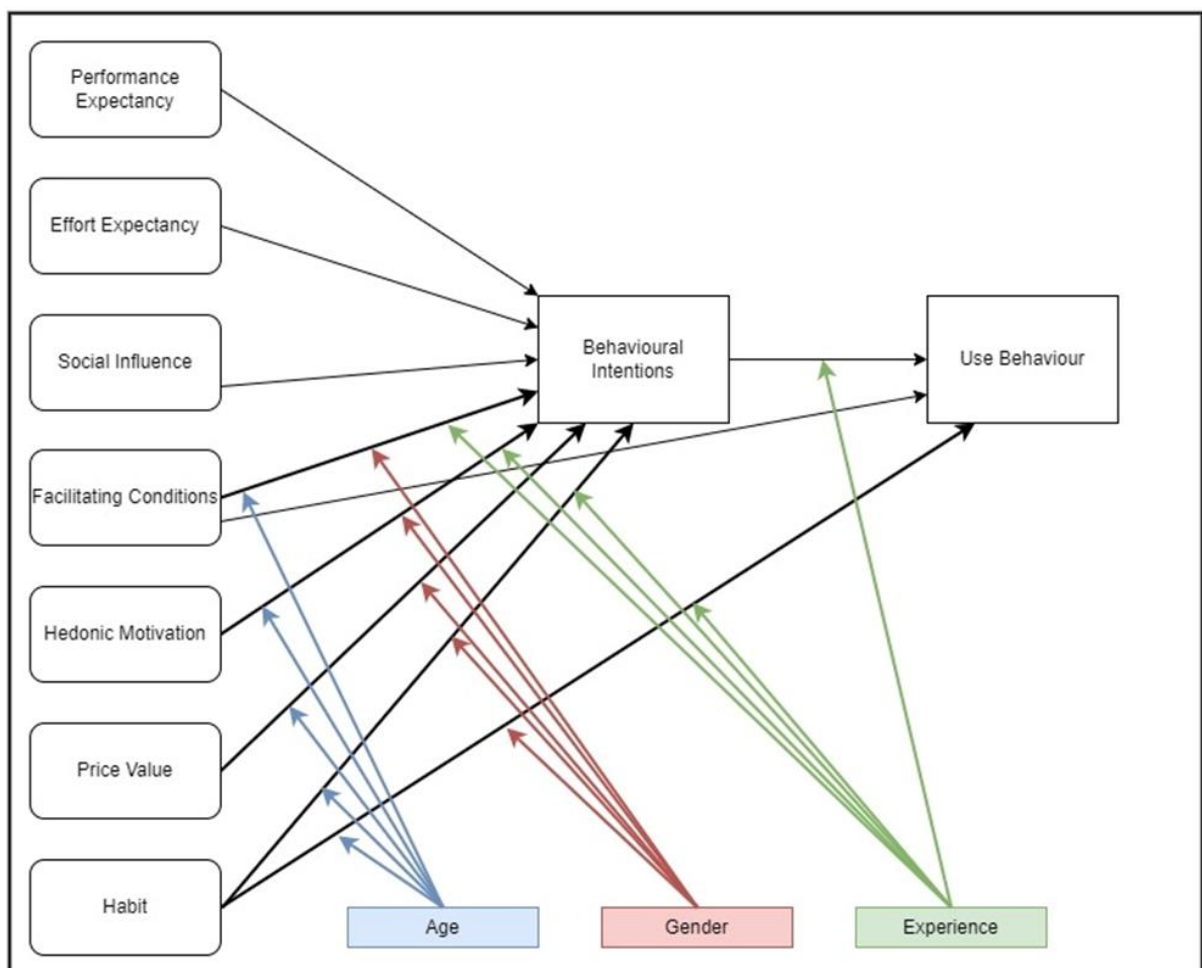 Performance
Expectancy
Effort Expectancy
Social Influence
Behavioural
Intentions
Use Behaviour
Facilitating Conditions
Hedonic Motivation
Price Value
Habit
Age
Gender
Experience